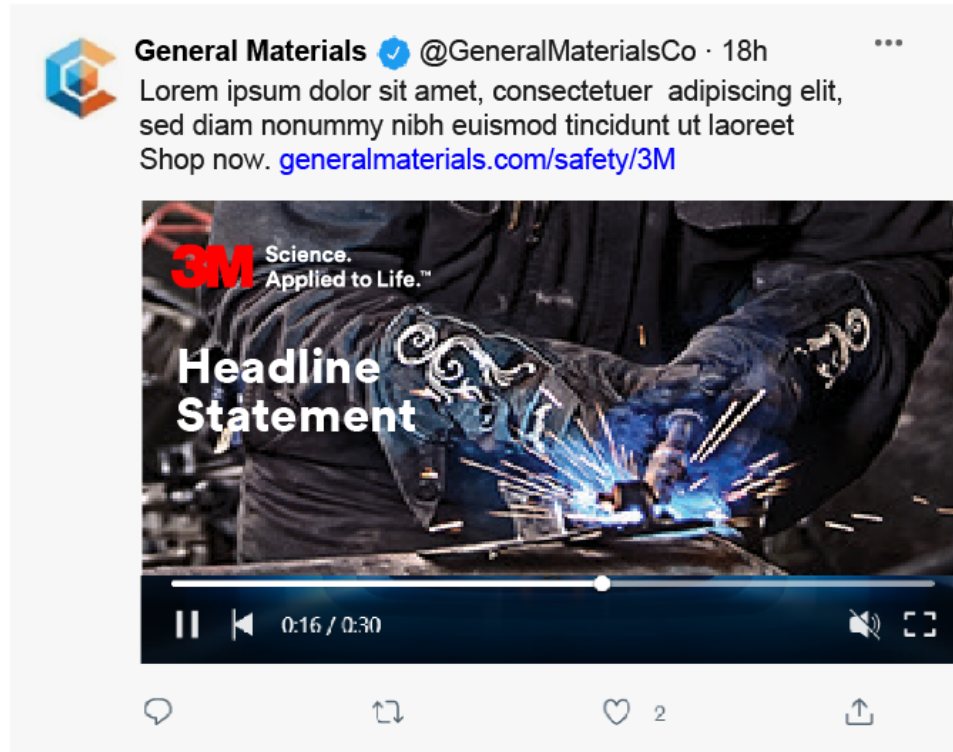 General Materials @GeneralMaterialsCo · 18h
Lorem ipsum dolor sit amet, consectetuer adipiscing elit,
sed diam nonummy nibh euismod tincidunt ut laoreet
Shop now. generalmaterials.com/safety/3M
3M Science.
Applied to Life.™
Headline
Statement
0:16 / 0:30
2